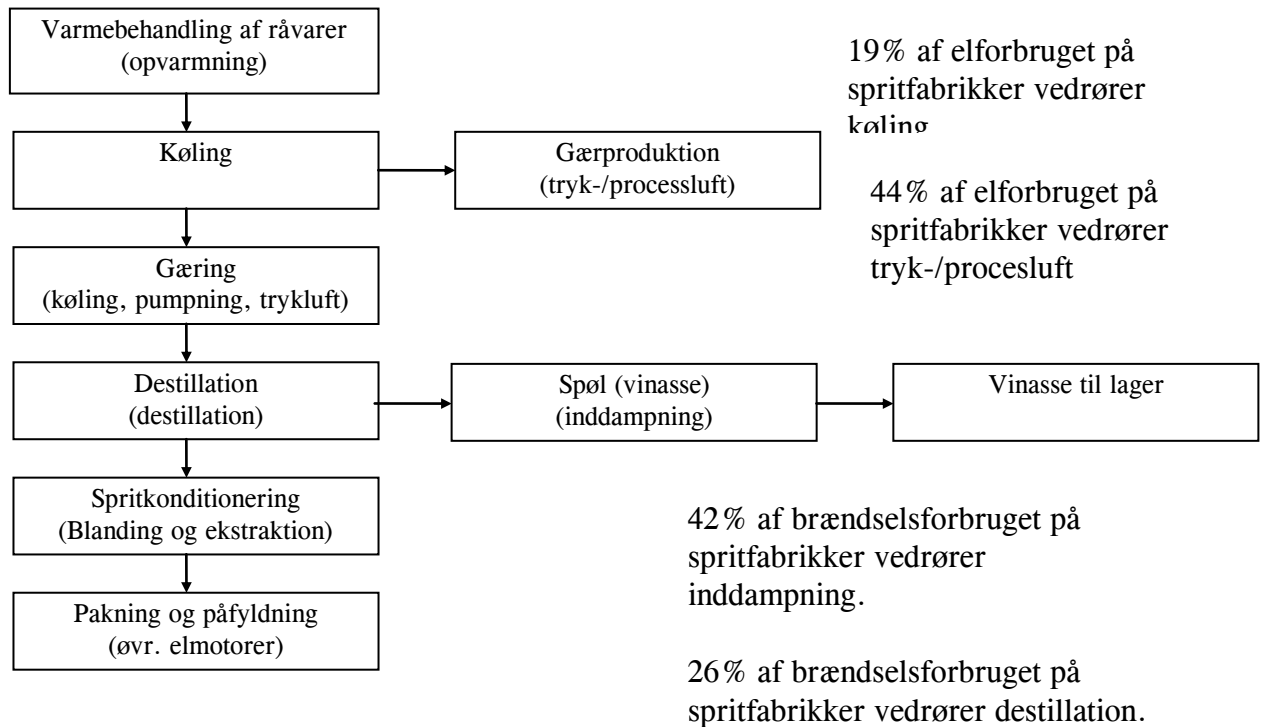 Varmebehandling af råvarer
(opvarmning)
19% af elforbruget på
spritfabrikker vedrører
køling
Køling
Gærproduktion
(tryk-/processluft)
44% af elforbruget på
spritfabrikker vedrører
tryk-/procesluft
Gæring
(køling, pumpning, trykluft)
Destillation
(destillation)
Spøl (vinasse)
(inddampning)
Vinasse til lager
Spritkonditionering
(Blanding og ekstraktion)
42% af brændselsforbruget på
spritfabrikker vedrører
inddampning.
Pakning og påfyldning
(øvr. elmotorer)
26% af brændselsforbruget på
spritfabrikker vedrører destillation.